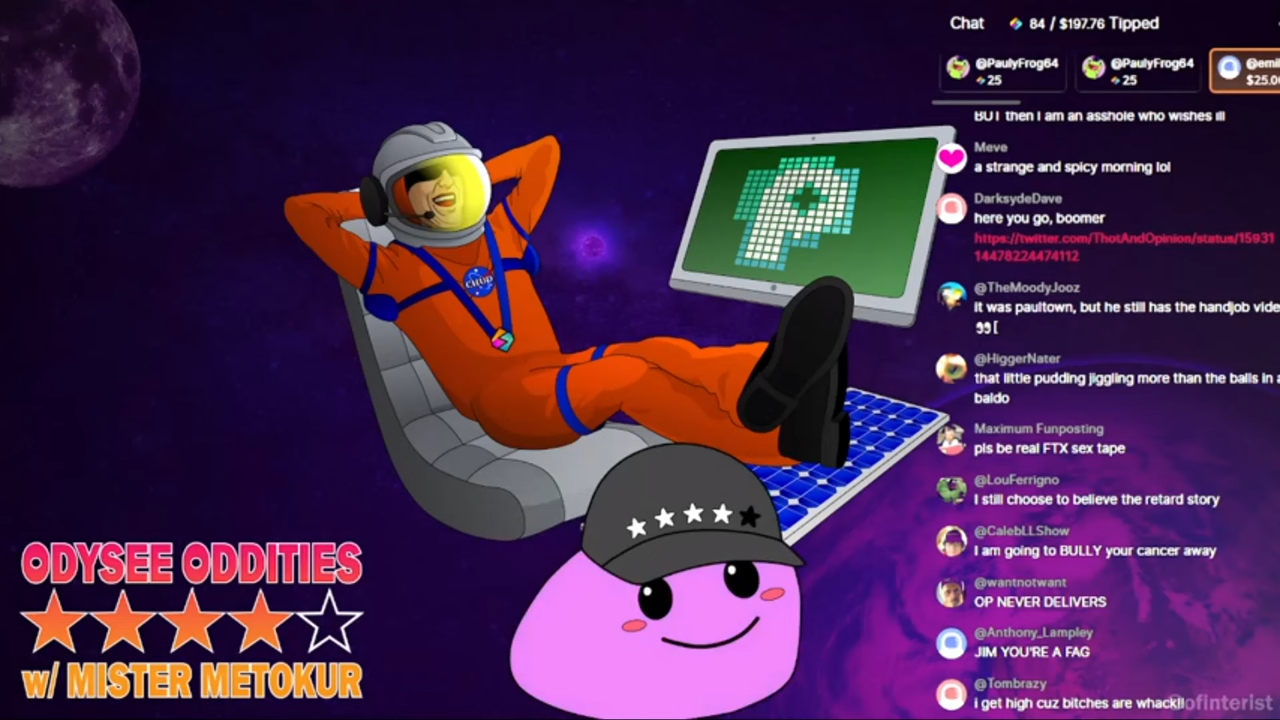 Chat 84 / $197.76 Tipped
@PaulyFrog64
25
@PaulyFrog64
25
@emil
$25.00
BUT then I am an asshole who wishes ill
Meve
a strange and spicy morning lol
DarksydeDave
here you go, boomer
https://twitter.com/ThotAndOpinion/status/15931
14478224474112
@TheMoodyJooz
it was paultown, but he still has the handjob vide
@HiggerNater
that little pudding jiggling more than the balls in a
baldo
Maximum Funposting
pls be real FTX sex tape
@LouFerrigno
I still choose to believe the retard story
@CalebLLShow
I am going to BULLY your cancer away
@wantnotwant
OP NEVER DELIVERS
@Anthony_Lampley
JIM YOU'RE A FAG
@Tombrazy
i get high cuz bitches are whack!!
CHUD
P
ODYSEE ODDITIES
w/ MISTER METOKUR